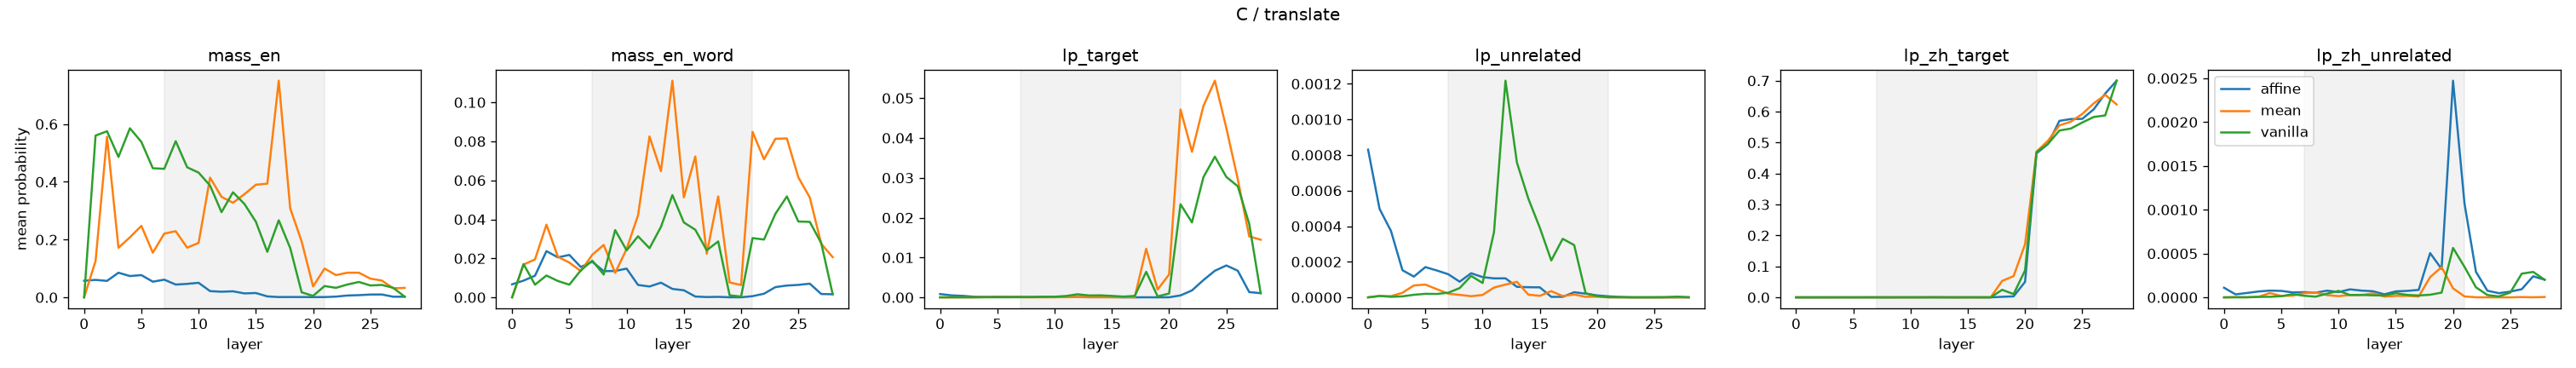 C / translate
mass_en
mass_en_word
lp_target
lp_unrelated
lp_zh_target
lp_zh_unrelated
mean probability
0.6
0.4
0.2
0.0
0 5 10 15 20 25
layer
0.10
0.08
0.06
0.04
0.02
0.00
0 5 10 15 20 25
layer
0.05
0.04
0.03
0.02
0.01
0.00
0 5 10 15 20 25
layer
0.0012
0.0010
0.0008
0.0006
0.0004
0.0002
0.0000
0 5 10 15 20 25
layer
0.7
0.6
0.5
0.4
0.3
0.2
0.1
0.0
0 5 10 15 20 25
layer
0.0025
0.0020
0.0015
0.0010
0.0005
0.0000
affine
mean
vanilla
0 5 10 15 20 25
layer